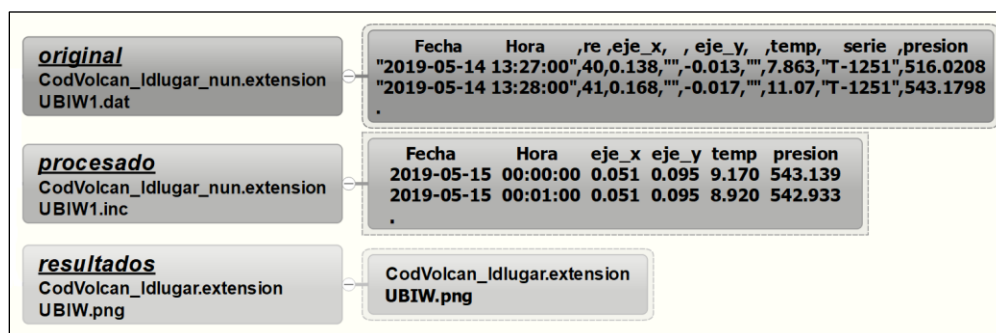 original
CodVolcan_Idlugar_nun.extension
UBIW1.dat
Fecha Hora ,re ,eje_x, , eje_y, ,temp, serie ,presion
"2019-05-14 13:27:00",40,0.138,"",-0.013,"",7.863,"T-1251",516.0208
"2019-05-14 13:28:00",41,0.168,"",-0.017,"",11.07,"T-1251",543.1798
.
procesado
CodVolcan_Idlugar_nun.extension
UBIW1.inc
Fecha Hora eje_x eje_y temp presion
2019-05-15 00:00:00 0.051 0.095 9.170 543.139
2019-05-15 00:01:00 0.051 0.095 8.920 542.933
.
resultados
CodVolcan_Idlugar.extension
UBIW.png
CodVolcan_Idlugar.extension
UBIW.png